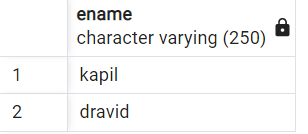 ename
character varying (250)
1 kapil
2 dravid